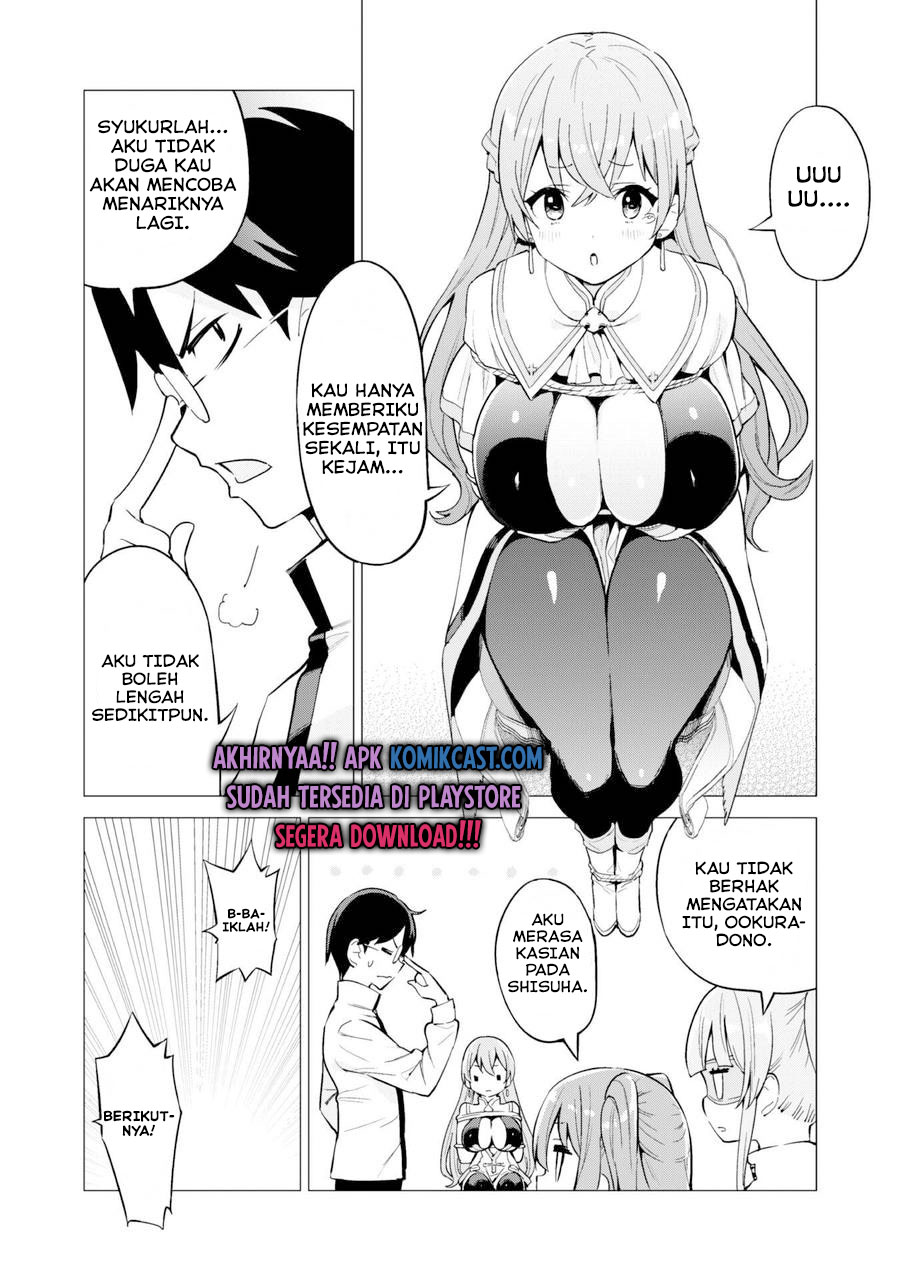 UUU
UU....
KAU HANYA
MEMBERIKU
KESEMPATAN
SEKALI, ITU
KEJAM...
SYUKURLAH...
AKU TIDAK
DUGA KAU
AKAN MENCOBA
MENARIKNYA
LAGI.
AKU TIDAK
BOLEH
LENGAH
SEDIKITPUN.
AKHIRNYAA!! APK KOMIKCAST.COM
SUDAH TERSEDIA DI PLAYSTORE
SEGERA DOWNLOAD!!!
KAU TIDAK
BERHAK
MENGATAKAN
ITU, OOKURA-
DONO.
AKU
MERASA
KASIAN
PADA
SHISUHA.
B-BA-
IKLAH!
BERIKUT-
NYA!